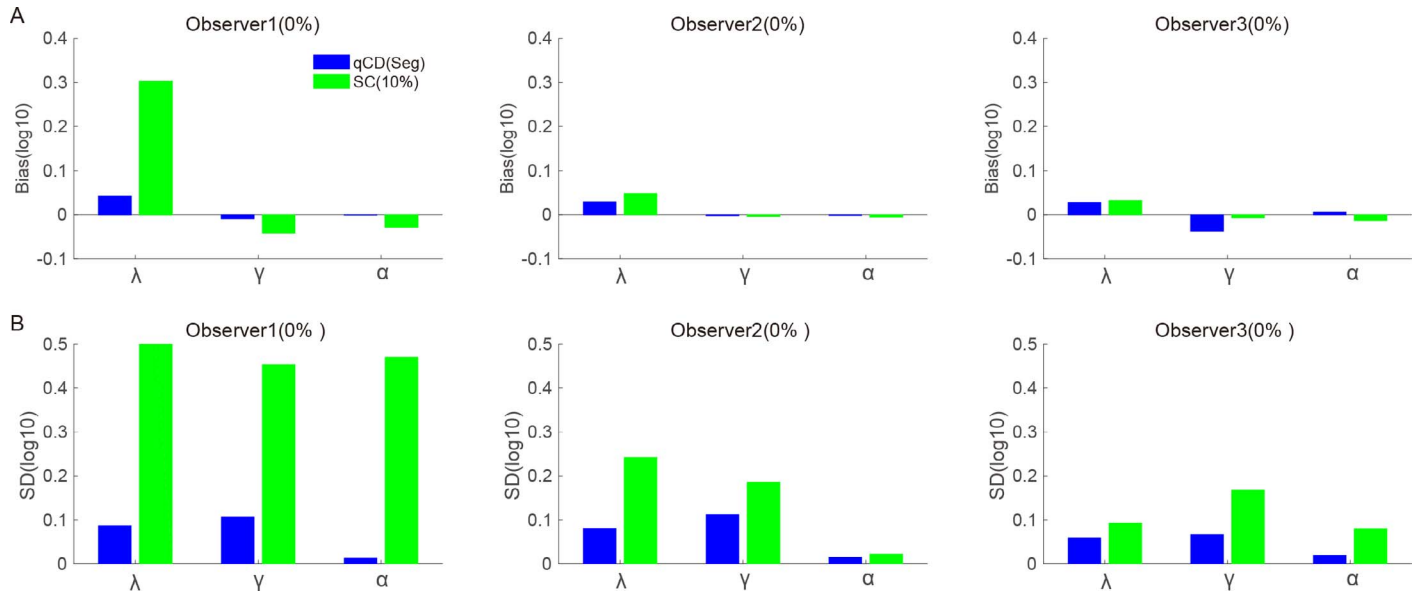 A
Observer1(0%)
Observer2(0%)
Observer3(0%)
qCD(Seg)
SC(10%)
Bias(log10)
0.4
0.3
0.2
0.1
0
-0.1
λ γ α
Bias(log10)
0.4
0.3
0.2
0.1
0
-0.1
λ γ α
Bias(log10)
0.4
0.3
0.2
0.1
0
-0.1
λ γ α
B
Observer1(0% )
Observer2(0% )
Observer3(0% )
SD(log10)
0.5
0.4
0.3
0.2
0.1
0
λ γ α
SD(log10)
0.5
0.4
0.3
0.2
0.1
0
λ γ α
SD(log10)
0.5
0.4
0.3
0.2
0.1
0
λ γ α